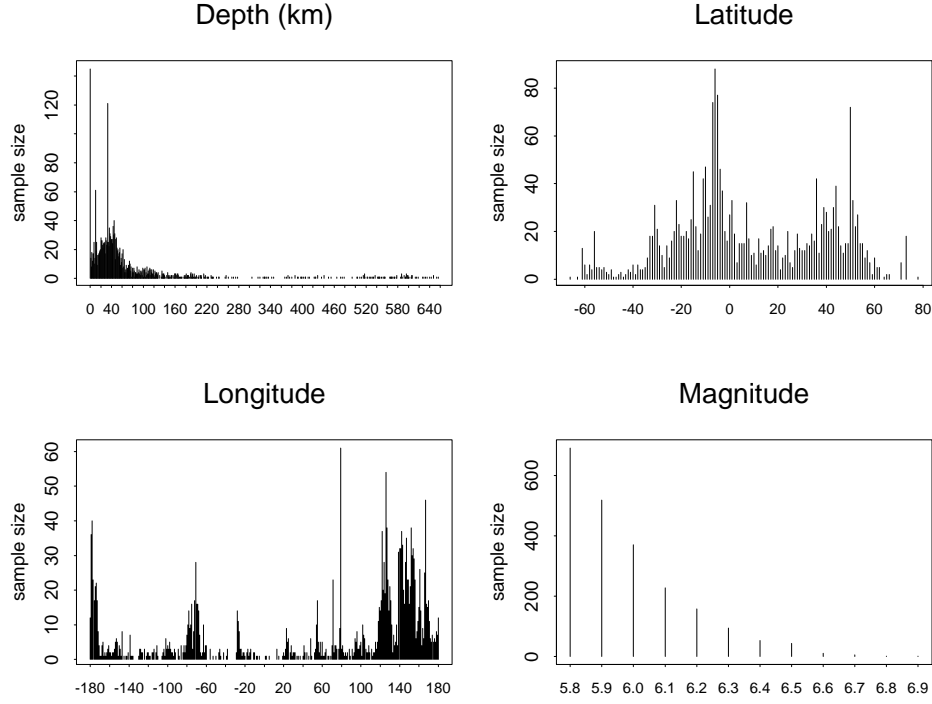 Depth (km)
sample size
0 20 40 60 80 120
0 40 100 160 220 280 340 400 460 520 580 640
Latitude
sample size
0 20 40 60 80
-60 -40 -20 0 20 40 60 80
Longitude
sample size
0 10 20 30 40 50 60
-180 -140 -100 -60 -20 20 60 100 140 180
Magnitude
sample size
0 200 400 600
5.8 5.9 6.0 6.1 6.2 6.3 6.4 6.5 6.6 6.7 6.8 6.9